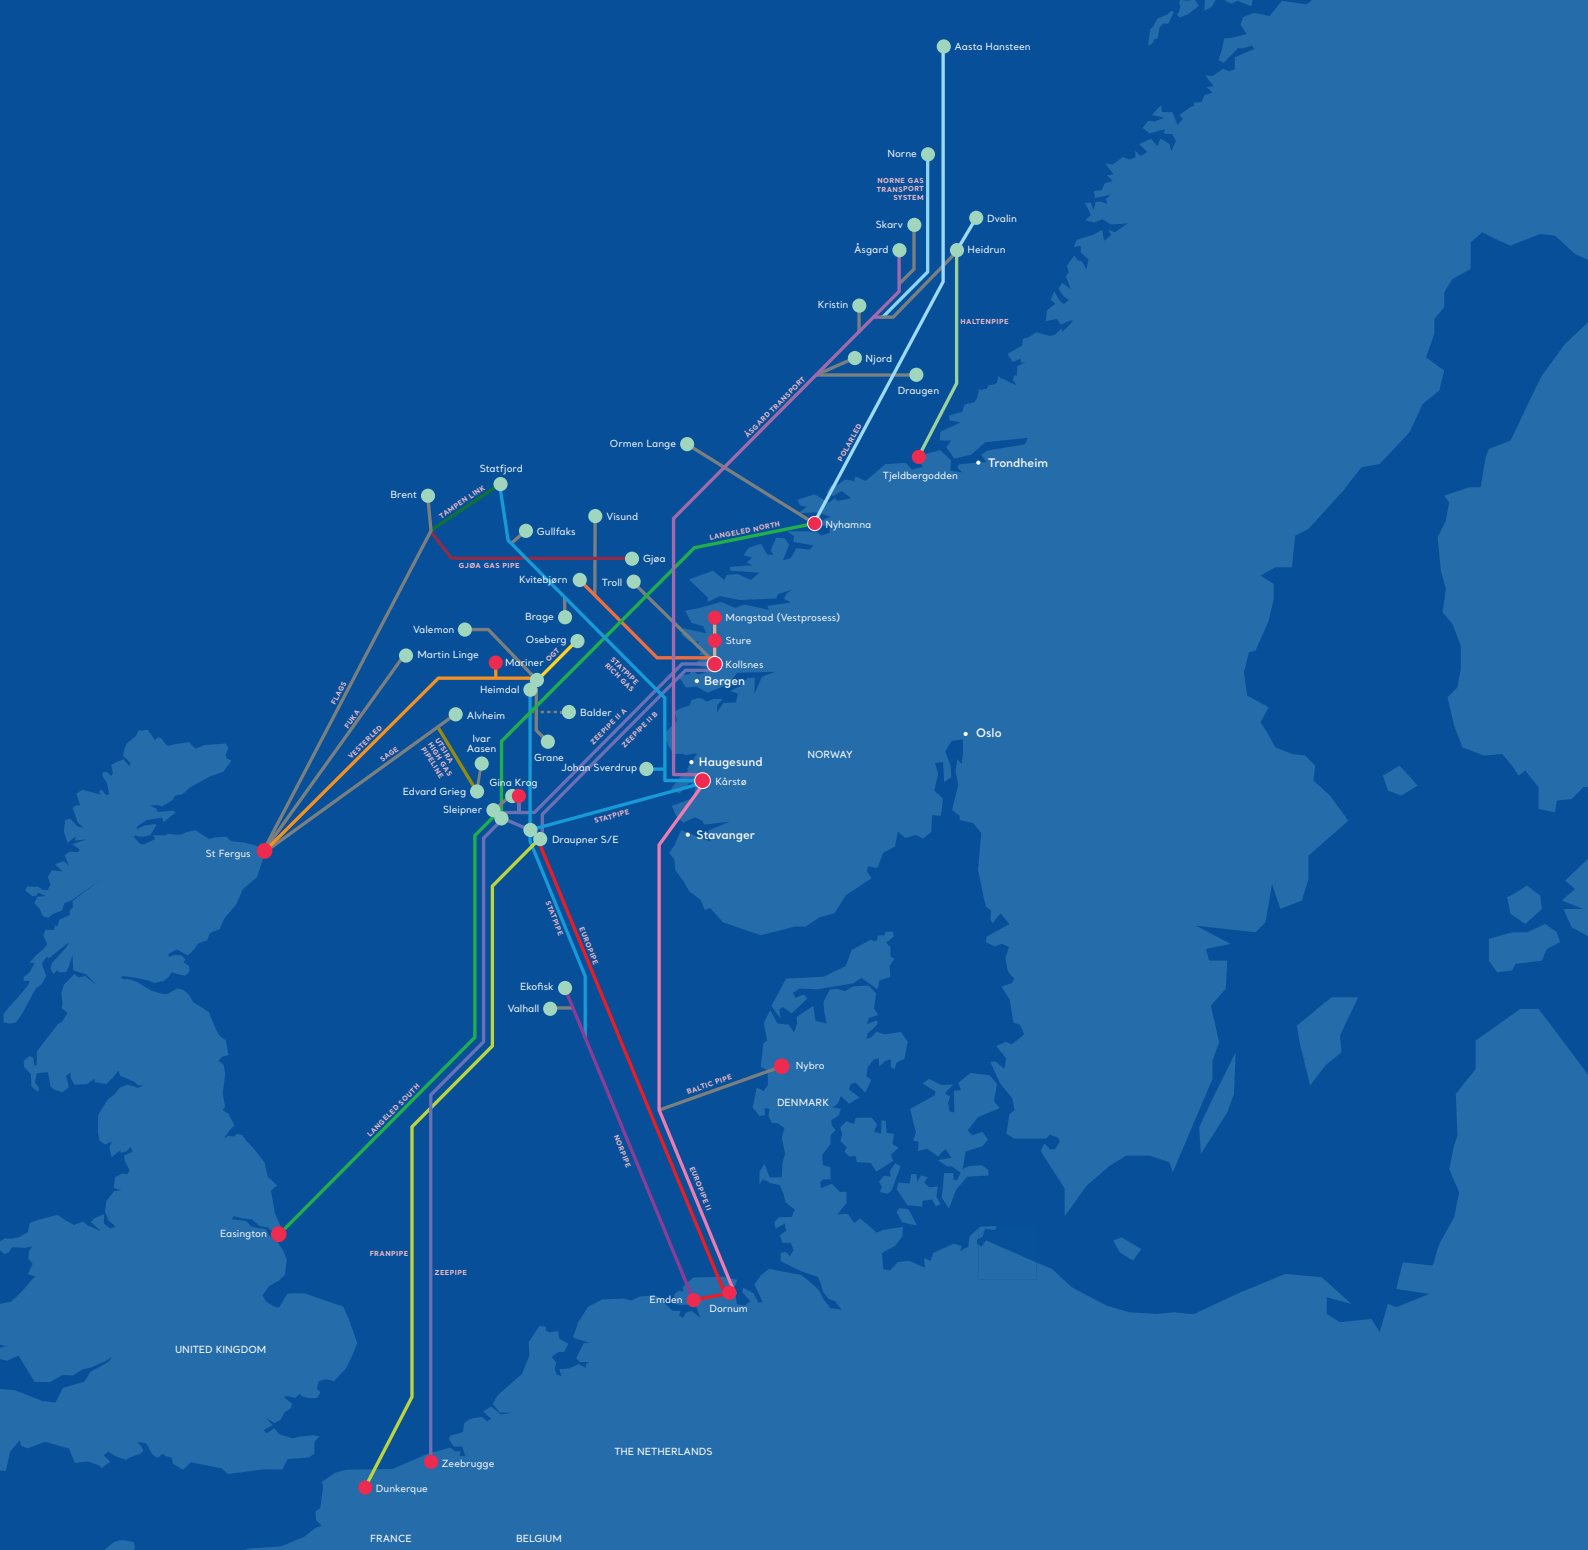 Aasta Hansteen
Norne
NORNE GAS
TRANSPORT
SYSTEM
Skarv
Dvalin
Åsgard
Heidrun
Kristin
HALTENPIPE
Njord
Draugen
ÅSGARD TRANSPORT
POLARLED
Ormen Lange
Trondheim
Tjeldbergodden
Statfjord
Brent
TAMPEN LINK
Visund
Gullfaks
LANGELED NORTH
Nyhamna
GJØA GAS PIPE
Gjøa
Kvitebjørn
Troll
Brage
Mongstad (Vestprosess)
Valemon
Oseberg
Sture
Martin Linge
Mariner
OGT
STATPIPE
RICH GAS
Kollsnes
Bergen
Heimdal
FLAGS
FUKA
VESTERLED
SAGE
Alvheim
Balder
ZEEPIPE II A
ZEEPIPE II B
UTSIRA
HIGH GAS
PIPELINE
Ivar
Aasen
Grane
Oslo
NORWAY
Haugesund
Johan Sverdrup
Gina Krog
Kårstø
Edvard Grieg
Sleipner
STATPIPE
Stavanger
Draupner S/E
St Fergus
STATPIPE
EUROPIPE
Ekofisk
Valhall
Nybro
BALTIC PIPE
DENMARK
LANGELED SOUTH
NORPIPE
EUROPIPE II
Easington
FRANPIPE
ZEEPIPE
Emden
Dornum
UNITED KINGDOM
THE NETHERLANDS
Zeebrugge
Dunkerque
FRANCE
BELGIUM